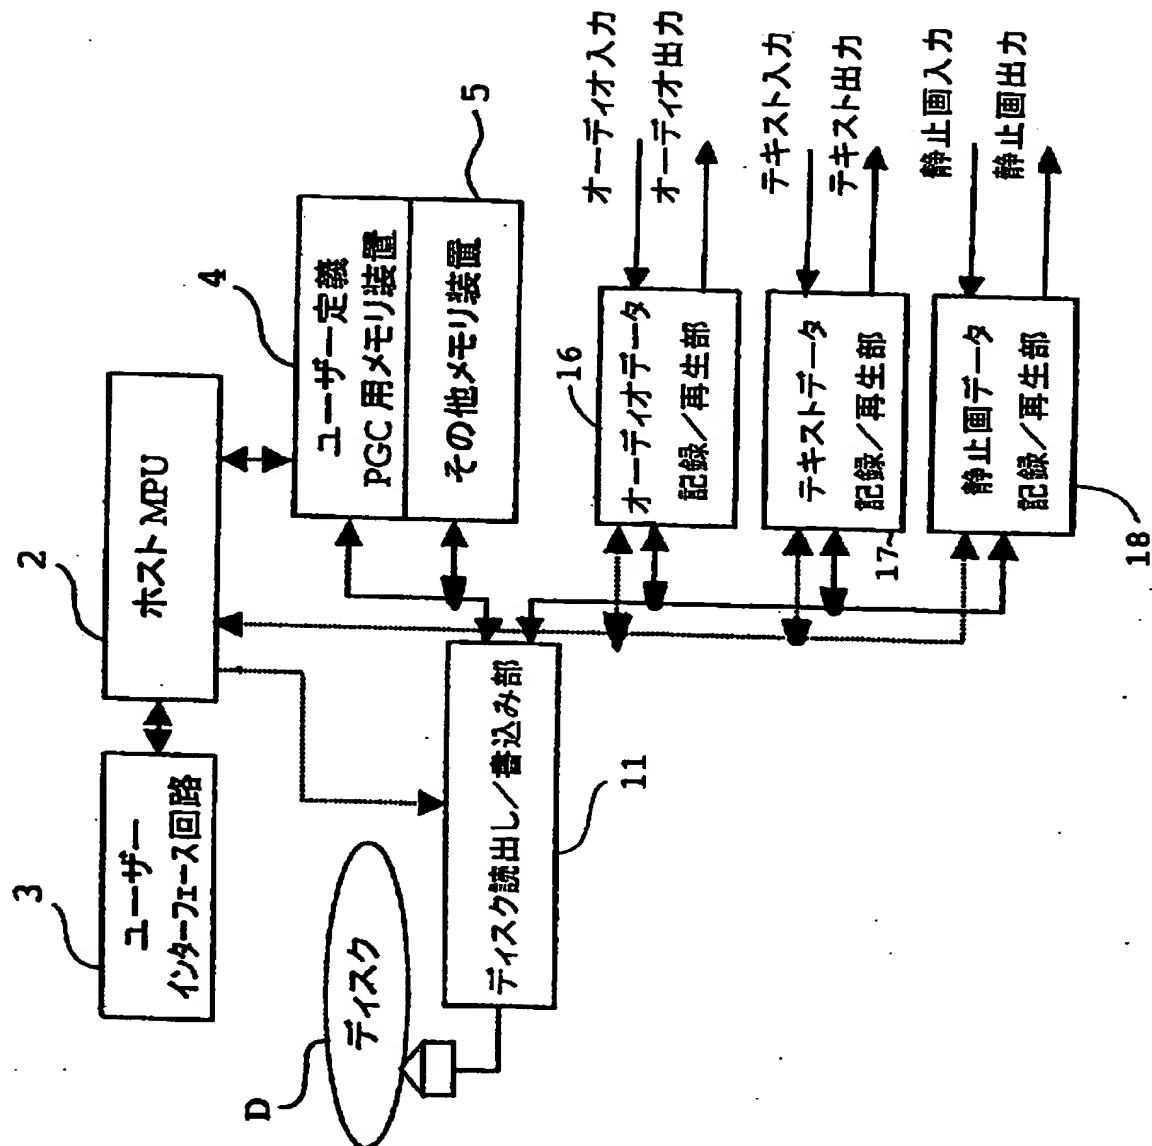 3
ユーザー
インターフェース回路
2
ホストMPU
4
ユーザー定義
PGC用メモリ装置
その他メモリ装置
5
D
ディスク
ディスク読出し／書込み部
11
16
オーディオデータ
記録／再生部
オーディオ入力
オーディオ出力
テキストデータ
記録／再生部
17
テキスト入力
テキスト出力
静止画データ
記録／再生部
18
静止画入力
静止画出力